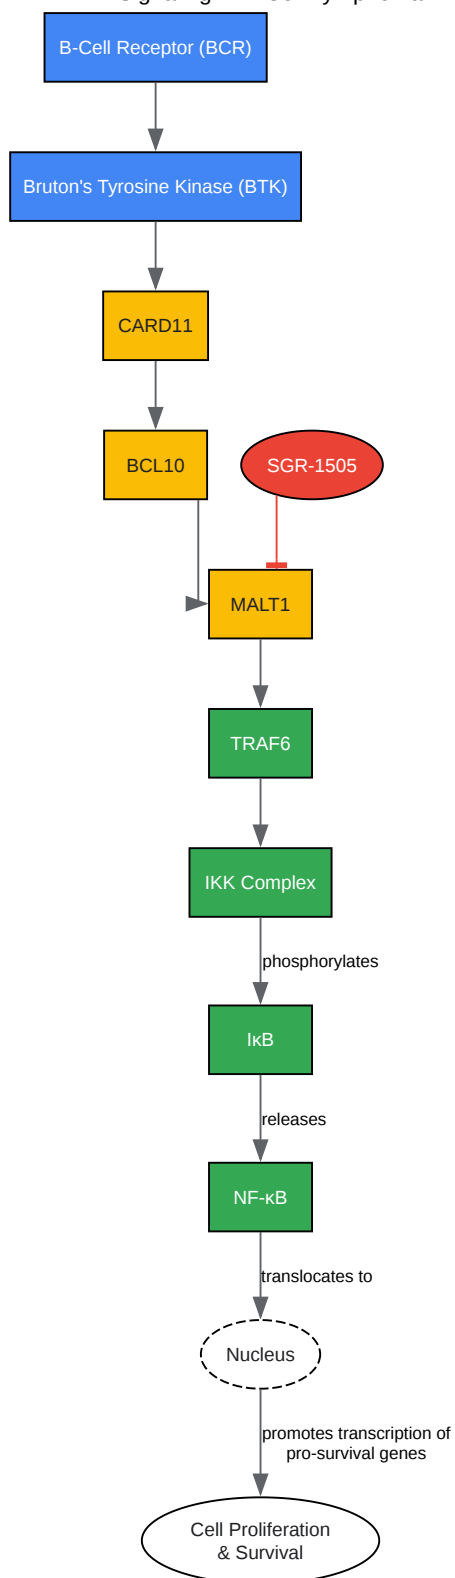 B-Cell Receptor (BCR)
Bruton's Tyrosine Kinase (BTK)
CARD11
BCL10
SGR-1505
MALT1
TRAF6
IKK Complex
phosphorylates
IκB
releases
NF-κB
translocates to
Nucleus
promotes transcription of
pro-survival genes
Cell Proliferation
& Survival